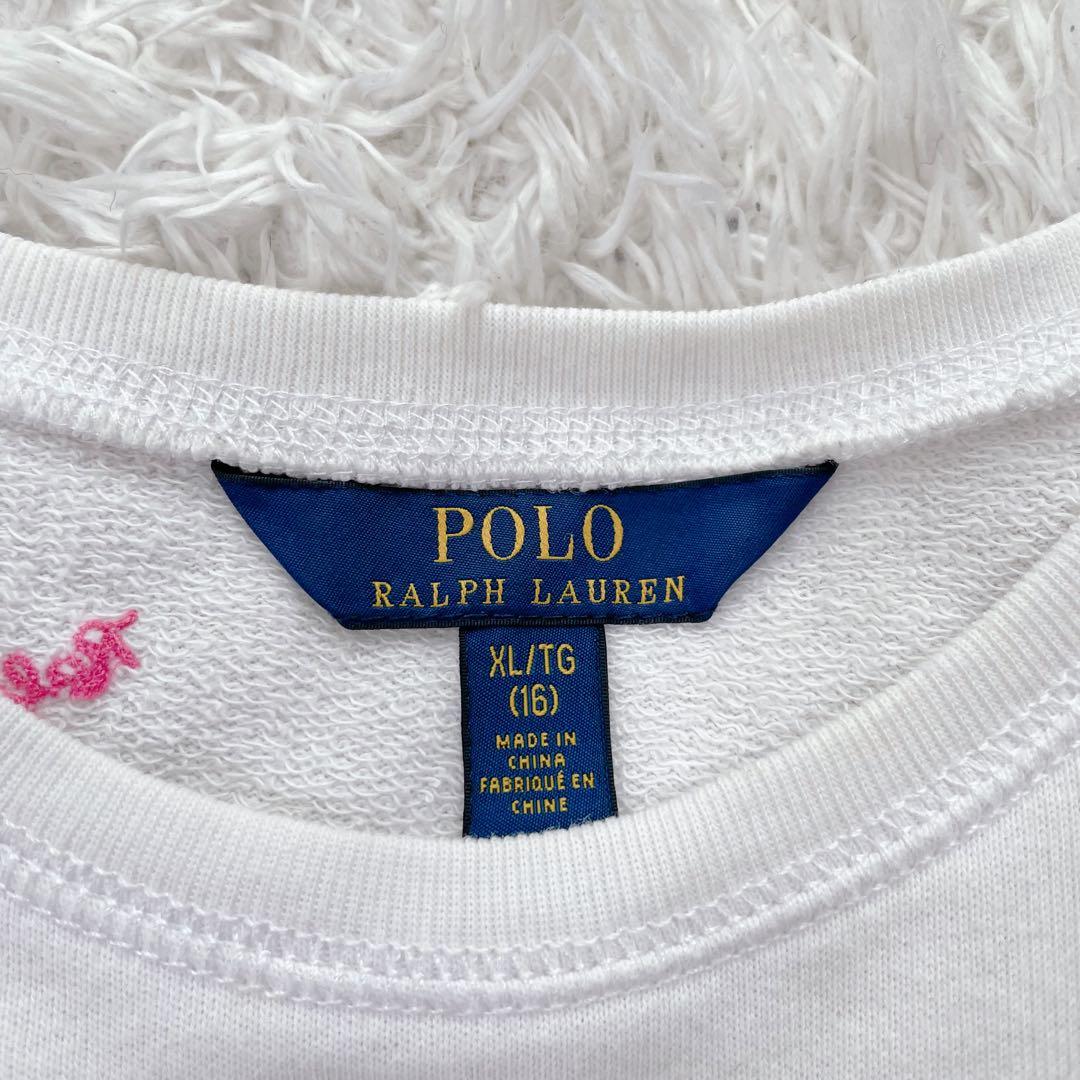 POLO
RALPH LAUREN
XL/TG
(16)
MADE IN
CHINA
FABRIQUÉ EN
CHINE